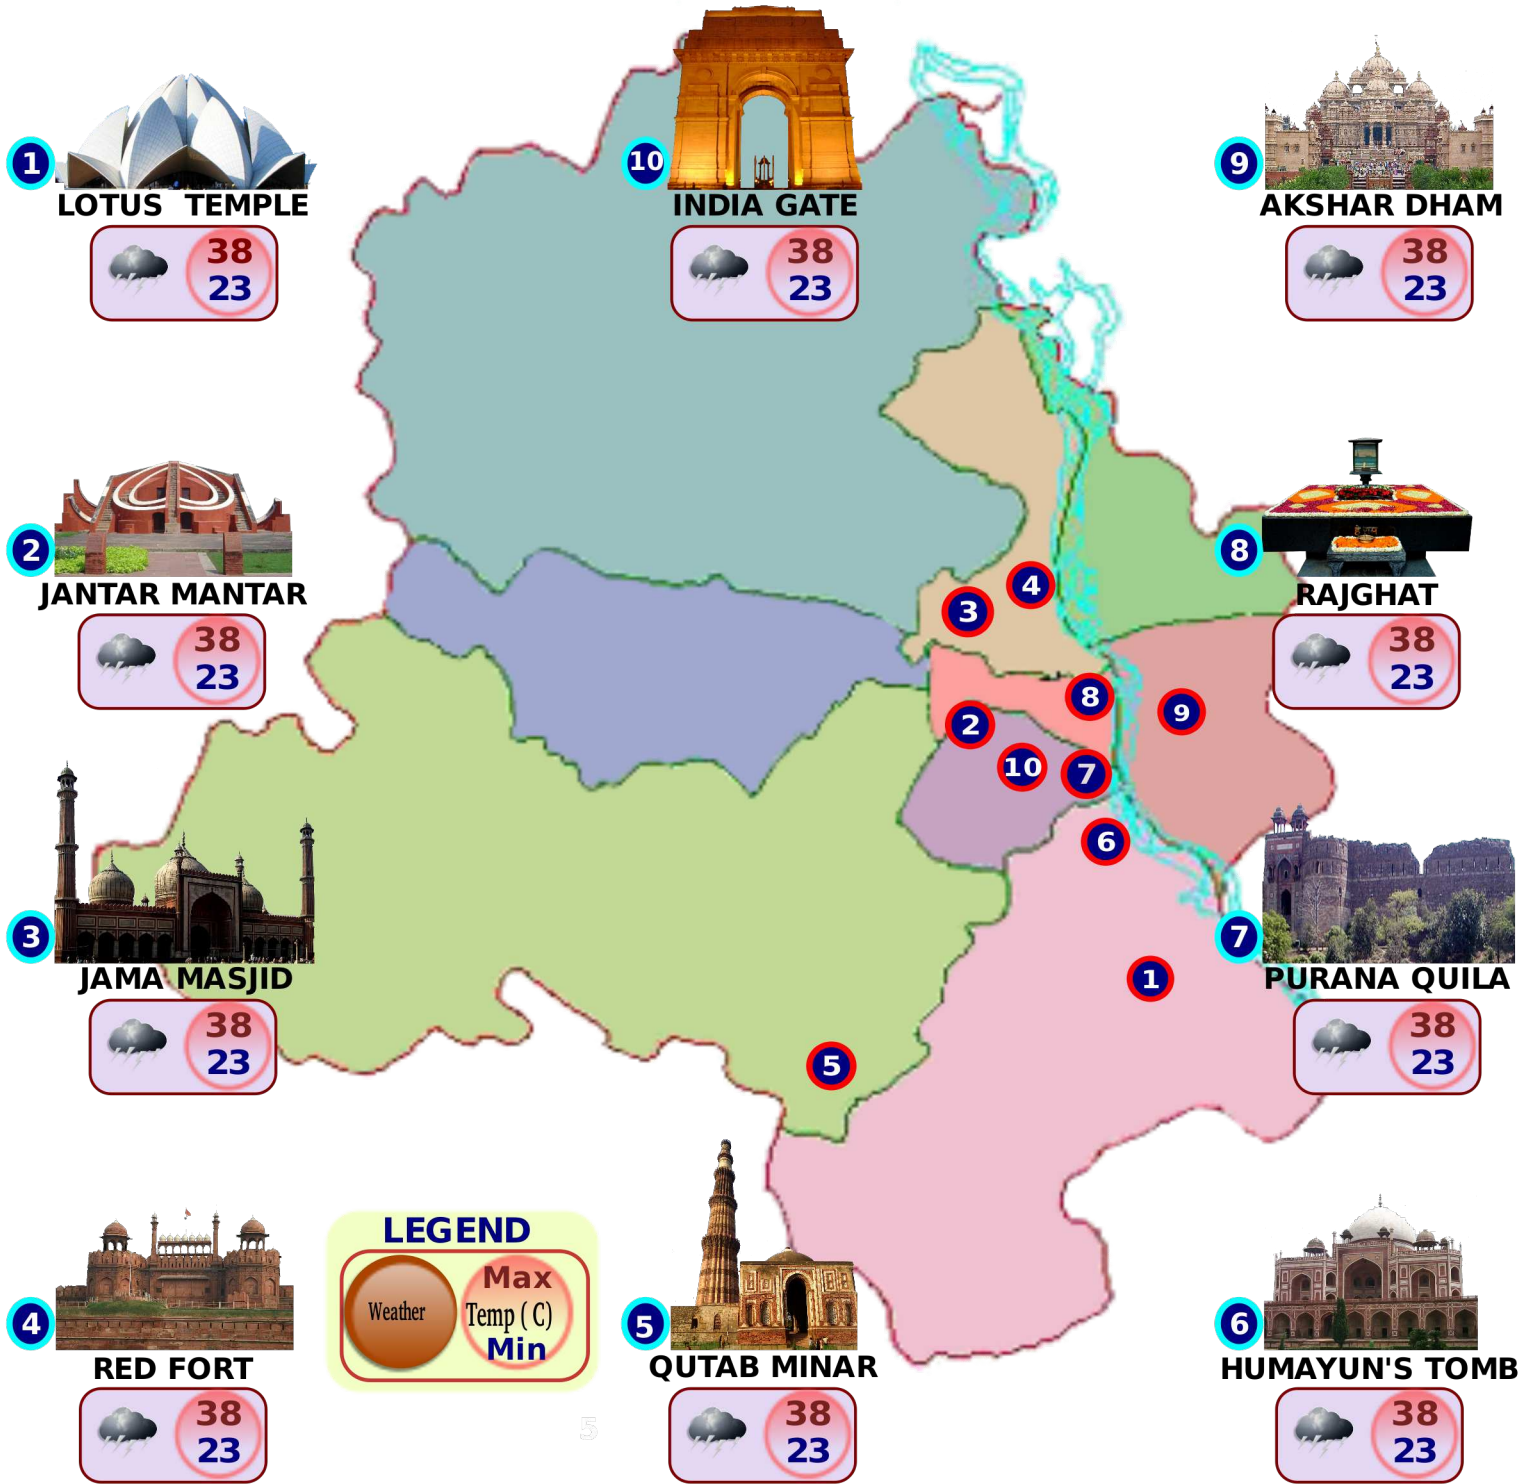 1
LOTUS TEMPLE
38
23
10
INDIA GATE
38
23
9
AKSHAR DHAM
38
23
2
JANTAR MANTAR
38
23
8
RAJGHAT
38
23
3
JAMA MASJID
38
23
7
PURANA QUILA
38
23
4
3
8
2
9
10
7
6
1
5
4
RED FORT
38
23
LEGEND
Weather
Max
Temp ( C)
Min
5
5
QUTAB MINAR
38
23
6
HUMAYUN'S TOMB
38
23